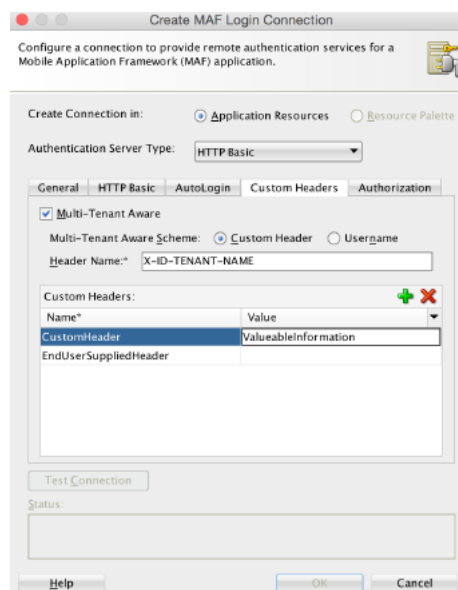 Create MAF Login Connection
Configure a connection to provide remote authentication services for a
Mobile Application Framework (MAF) application.
Create Connection in: Application Resources Resource Palette
Authentication Server Type: HTTP Basic
General HTTP Basic AutoLogin Custom Headers Authorization
Multi-Tenant Aware
Multi-Tenant Aware Scheme: Custom Header Username
Header Name:* X-ID-TENANT-NAME
Custom Headers:
Name* Value
CustomHeader ValueableInformation
EndUserSuppliedHeader
Test Connection
Status:
Help OK Cancel